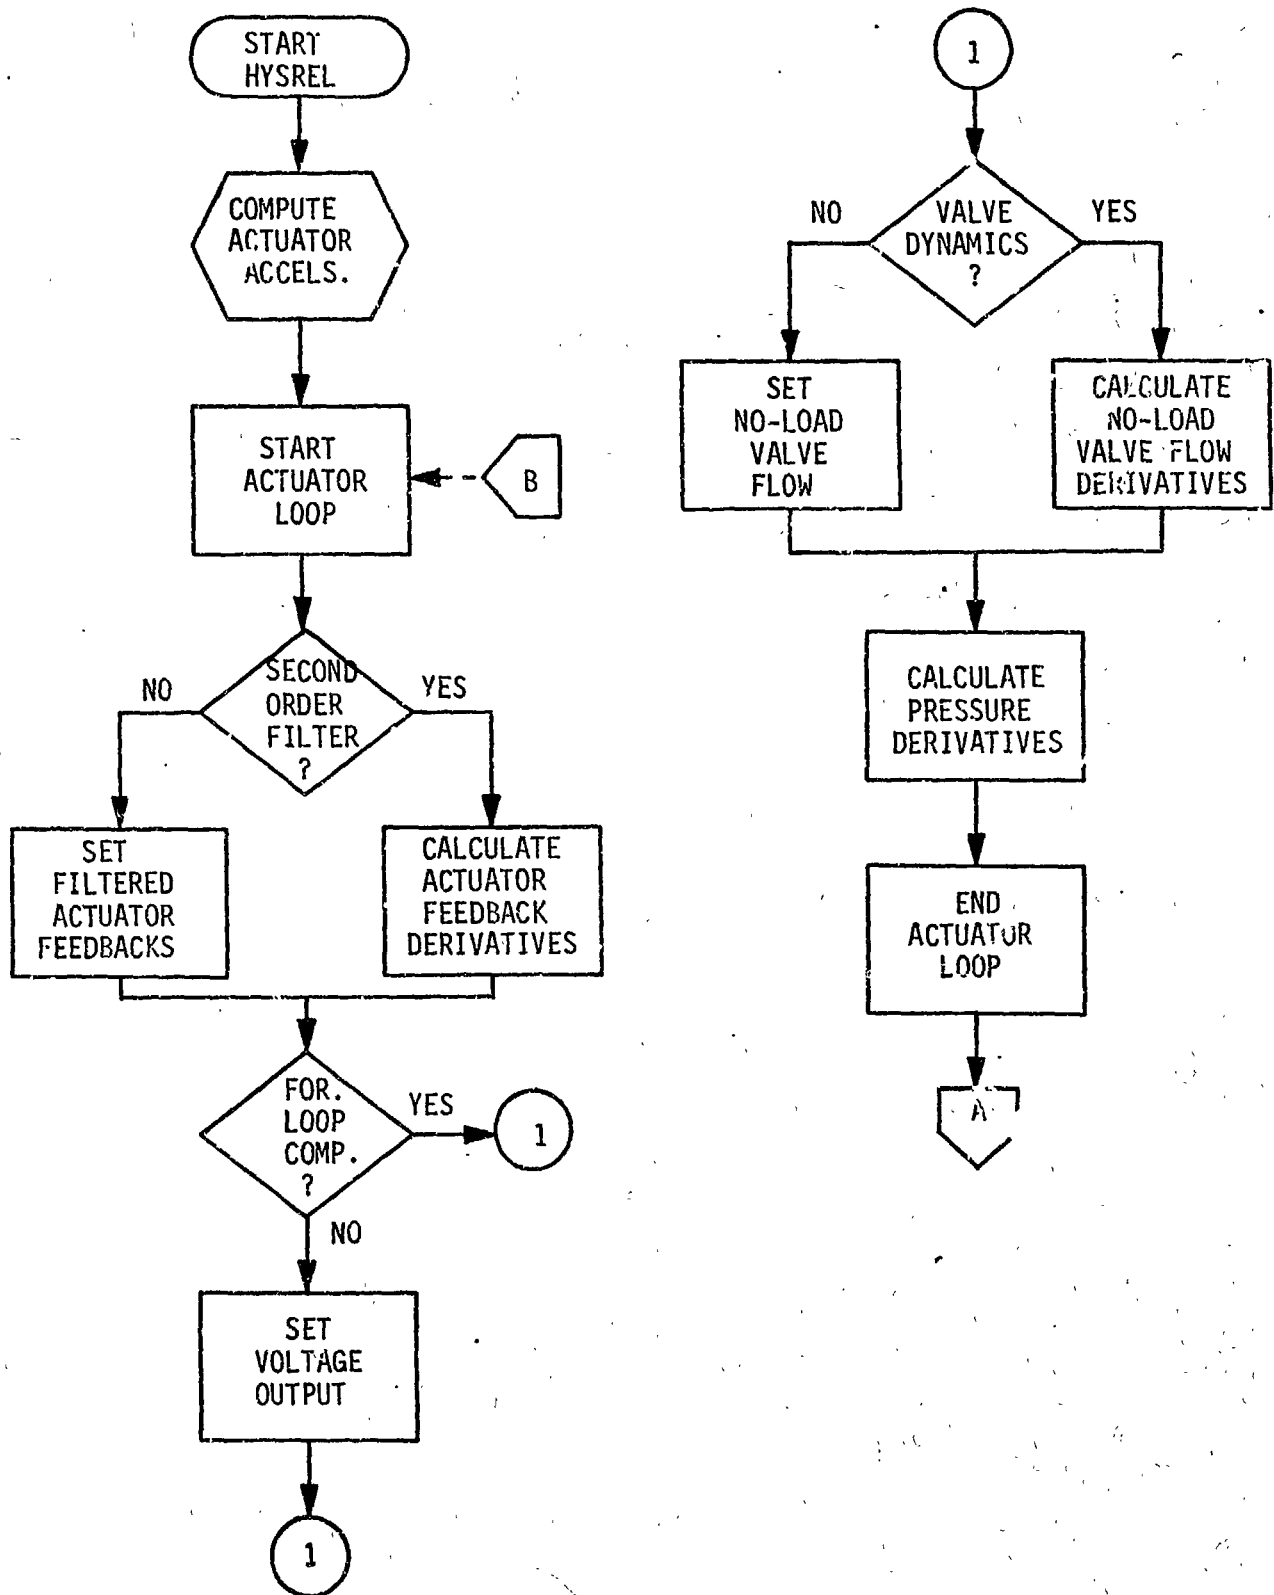 START
HYSREL
COMPUTE
ACTUATOR
ACCELS.
START
ACTUATOR
LOOP
B
SECOND
ORDER
FILTER
?
NO
YES
SET
FILTERED
ACTUATOR
FEEDBACKS
CALCULATE
ACTUATOR
FEEDBACK
DERIVATIVES
FOR.
LOOP
COMP.
?
YES
1
NO
SET
VOLTAGE
OUTPUT
1
1
VALVE
DYNAMICS
?
NO
YES
SET
NO-LOAD
VALVE
FLOW
CALCULATE
NO-LOAD
VALVE FLOW
DERIVATIVES
CALCULATE
PRESSURE
DERIVATIVES
END
ACTUATOR
LOOP
A